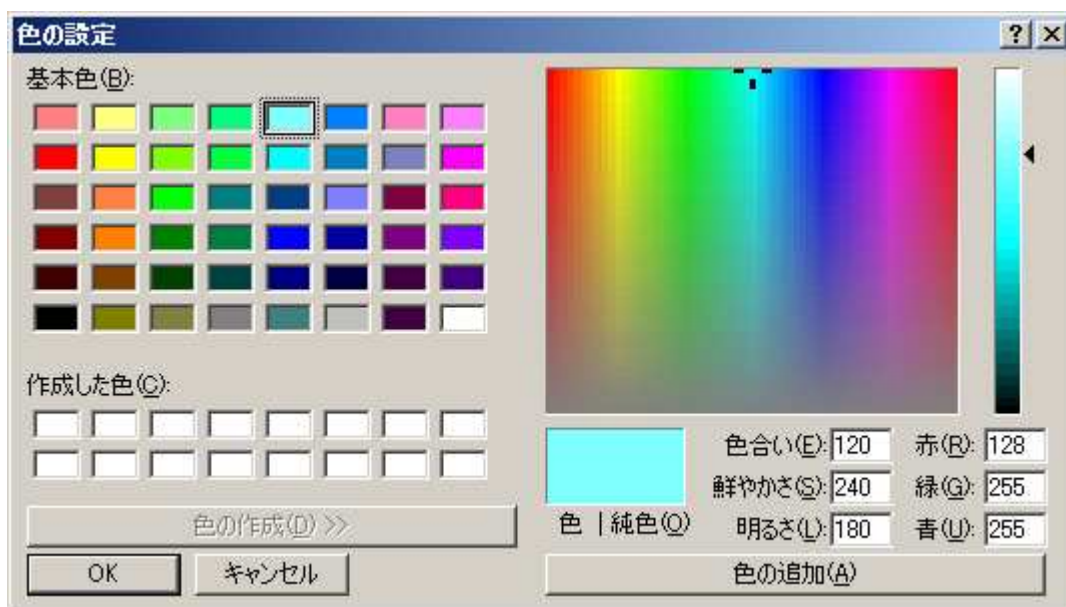 色の設定
基本色(B):
作成した色(C):
色の作成(D) >>
OK キャンセル
色 | 純色(O)
色合い(E): 120 赤(R): 128
鮮やかさ(S): 240 緑(G): 255
明るさ(L): 180 青(U): 255
色の追加(A)